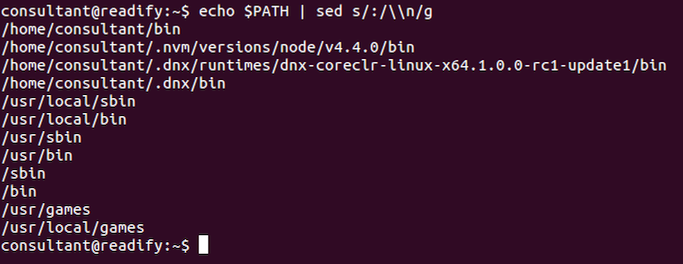 consultant@readify:~$ echo $PATH | sed s/:/\\n/g
/home/consultant/bin
/home/consultant/.nvm/versions/node/v4.4.0/bin
/home/consultant/.dnx/runtimes/dnx-coreclr-linux-x64.1.0.0-rc1-update1/bin
/home/consultant/.dnx/bin
/usr/local/sbin
/usr/local/bin
/usr/sbin
/usr/bin
/sbin
/bin
/usr/games
/usr/local/games
consultant@readify:~$